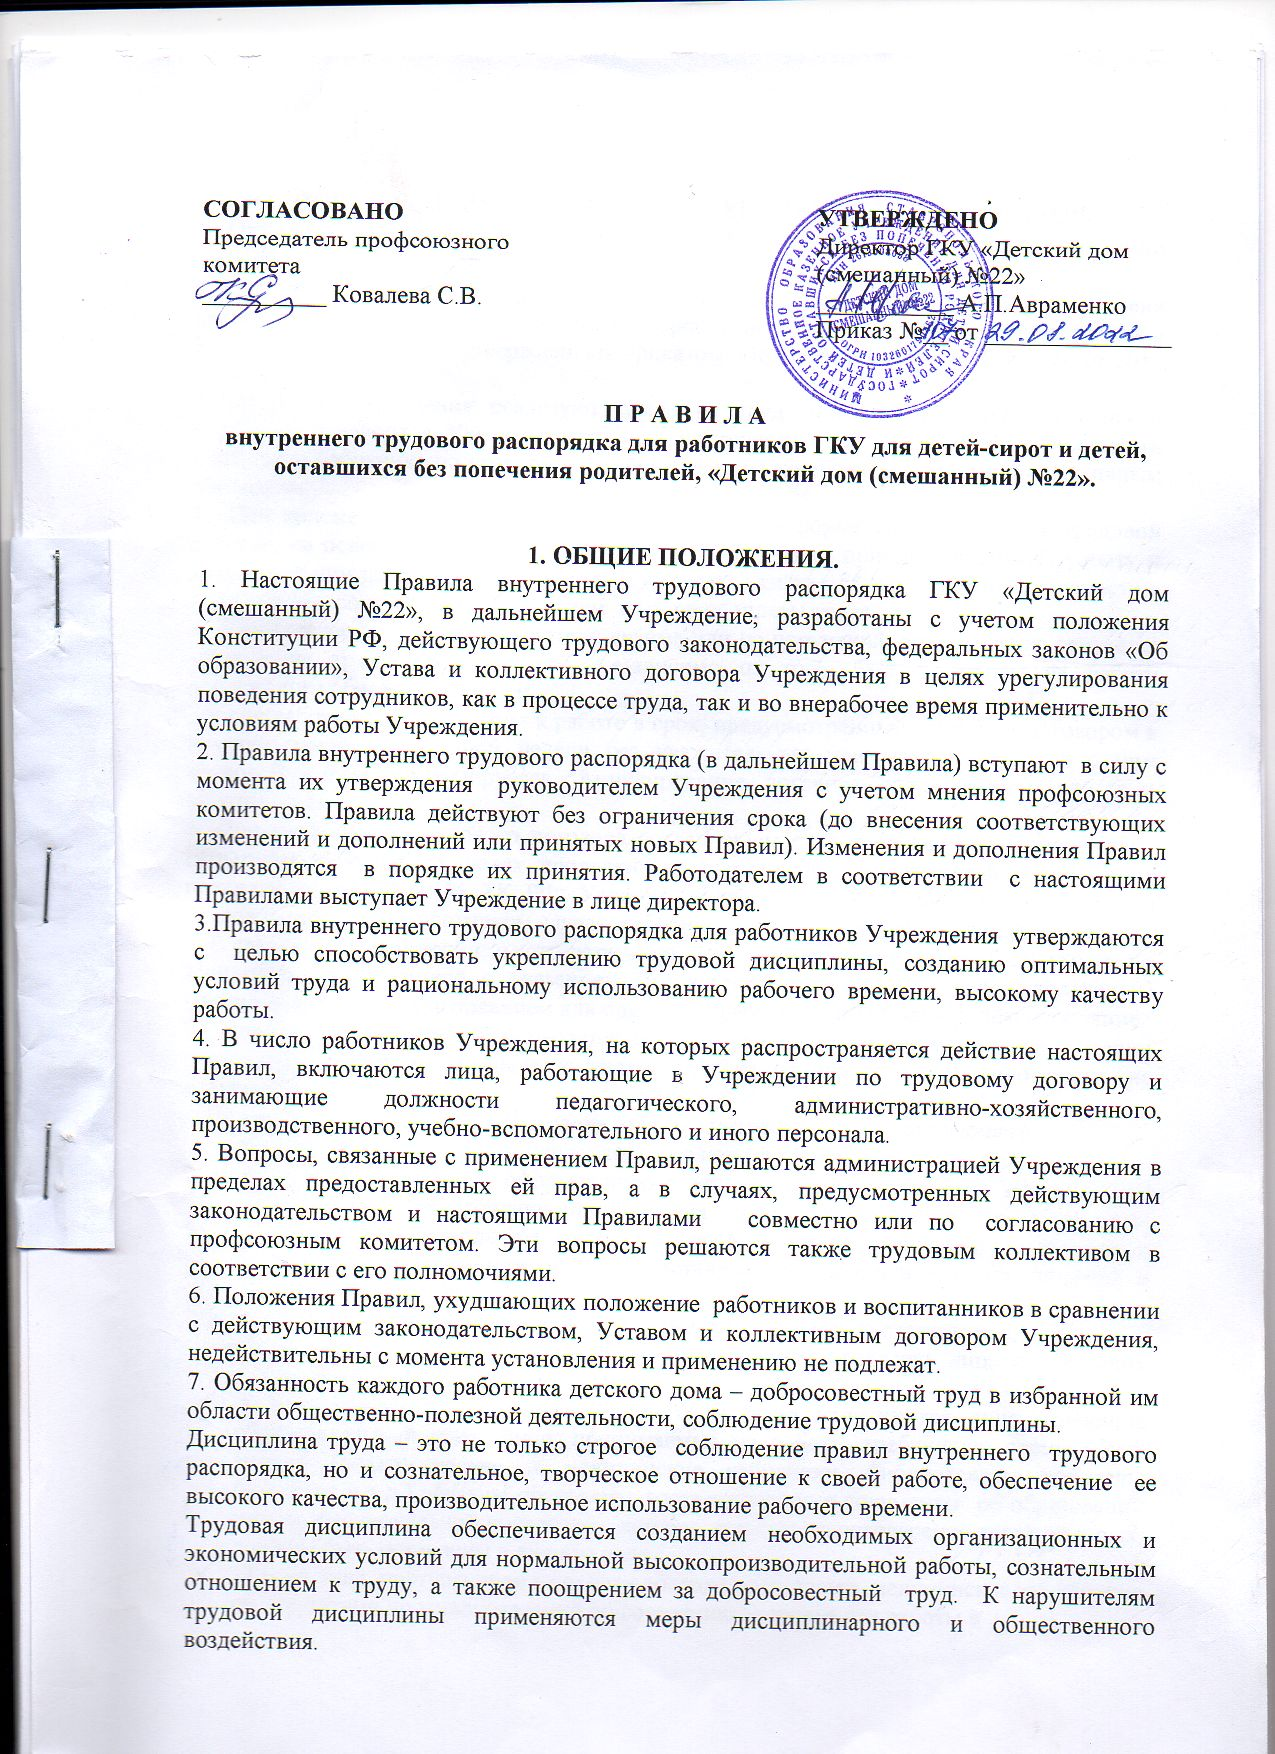 СОГЛАСОВАНО
Председатель профсоюзного
комитета
Ковалева С.В.
УТВЕРЖДЕНО
Директор ГКУ «Детский дом
(смешанный) №22»
А.П.Авраменко
Приказ № от 29.08.2022
П Р А В И Л А
внутреннего трудового распорядка для работников ГКУ для детей-сирот и детей,
оставшихся без попечения родителей, «Детский дом (смешанный) №22».
1. ОБЩИЕ ПОЛОЖЕНИЯ.
1. Настоящие Правила внутреннего трудового распорядка ГКУ «Детский дом
(смешанный) №22», в дальнейшем Учреждение; разработаны с учетом положения
Конституции РФ, действующего трудового законодательства, федеральных законов «Об
образовании», Устава и коллективного договора Учреждения в целях урегулирования
поведения сотрудников, как в процессе труда, так и во внерабочее время применительно к
условиям работы Учреждения.
2. Правила внутреннего трудового распорядка (в дальнейшем Правила) вступают в силу с
момента их утверждения руководителем Учреждения с учетом мнения профсоюзных
комитетов. Правила действуют без ограничения срока (до внесения соответствующих
изменений и дополнений или принятых новых Правил). Изменения и дополнения Правил
производятся в порядке их принятия. Работодателем в соответствии с настоящими
Правилами выступает Учреждение в лице директора.
3.Правила внутреннего трудового распорядка для работников Учреждения утверждаются
с целью способствовать укреплению трудовой дисциплины, созданию оптимальных
условий труда и рациональному использованию рабочего времени, высокому качеству
работы.
4. В число работников Учреждения, на которых распространяется действие настоящих
Правил, включаются лица, работающие в Учреждении по трудовому договору и
занимающие должности педагогического, административно-хозяйственного,
производственного, учебно-вспомогательного и иного персонала.
5. Вопросы, связанные с применением Правил, решаются администрацией Учреждения в
пределах предоставленных ей прав, а в случаях, предусмотренных действующим
законодательством и настоящими Правилами совместно или по согласованию с
профсоюзным комитетом. Эти вопросы решаются также трудовым коллективом в
соответствии с его полномочиями.
6. Положения Правил, ухудшающих положение работников и воспитанников в сравнении
с действующим законодательством, Уставом и коллективным договором Учреждения,
недействительны с момента установления и применению не подлежат.
7. Обязанность каждого работника детского дома – добросовестный труд в избранной им
области общественно-полезной деятельности, соблюдение трудовой дисциплины.
Дисциплина труда – это не только строгое соблюдение правил внутреннего трудового
распорядка, но и сознательное, творческое отношение к своей работе, обеспечение ее
высокого качества, производительное использование рабочего времени.
Трудовая дисциплина обеспечивается созданием необходимых организационных и
экономических условий для нормальной высокопроизводительной работы, сознательным
отношением к труду, а также поощрением за добросовестный труд. К нарушителям
трудовой дисциплины применяются меры дисциплинарного и общественного
воздействия.